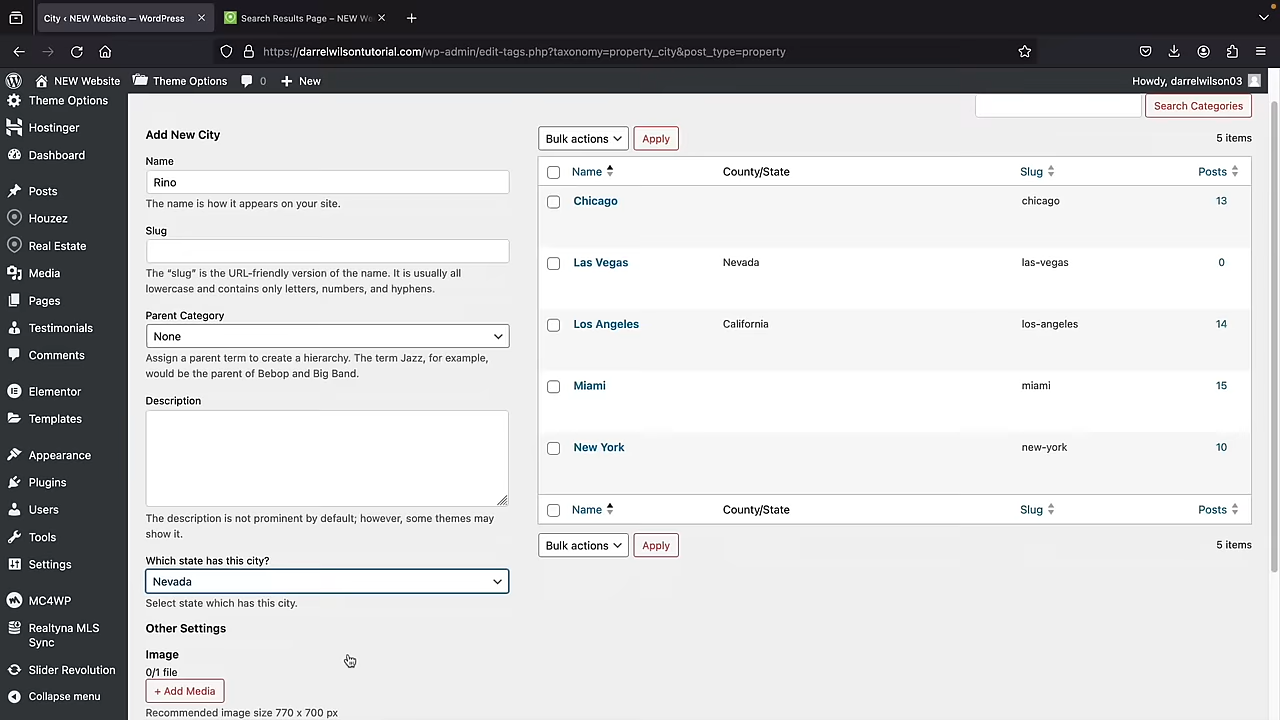 City ‹ NEW Website — WordPress
Search Results Page – NEW We
https://darrelwilsontutorial.com/wp-admin/edit-tags.php?taxonomy=property_city&post_type=property
NEW Website
Theme Options
0
New
Howdy, darrelwilson03
Theme Options
Hostinger
Dashboard
Posts
Houzez
Real Estate
Media
Pages
Testimonials
Comments
Elementor
Templates
Appearance
Plugins
Users
Tools
Settings
MC4WP
Realtyna MLS
Sync
Slider Revolution
Collapse menu
Add New City
Name
Rino
The name is how it appears on your site.
Slug
The “slug” is the URL-friendly version of the name. It is usually all
lowercase and contains only letters, numbers, and hyphens.
Parent Category
None
Assign a parent term to create a hierarchy. The term Jazz, for example,
would be the parent of Bebop and Big Band.
Description
The description is not prominent by default; however, some themes may
show it.
Which state has this city?
Nevada
Select state which has this city.
Other Settings
Image
0/1 file
+ Add Media
Recommended image size 770 x 700 px
Search Categories
Bulk actions
Apply
5 items
Name
County/State
Slug
Posts
Chicago
chicago
13
Las Vegas
Nevada
las-vegas
0
Los Angeles
California
los-angeles
14
Miami
miami
15
New York
new-york
10
Name
County/State
Slug
Posts
Bulk actions
Apply
5 items